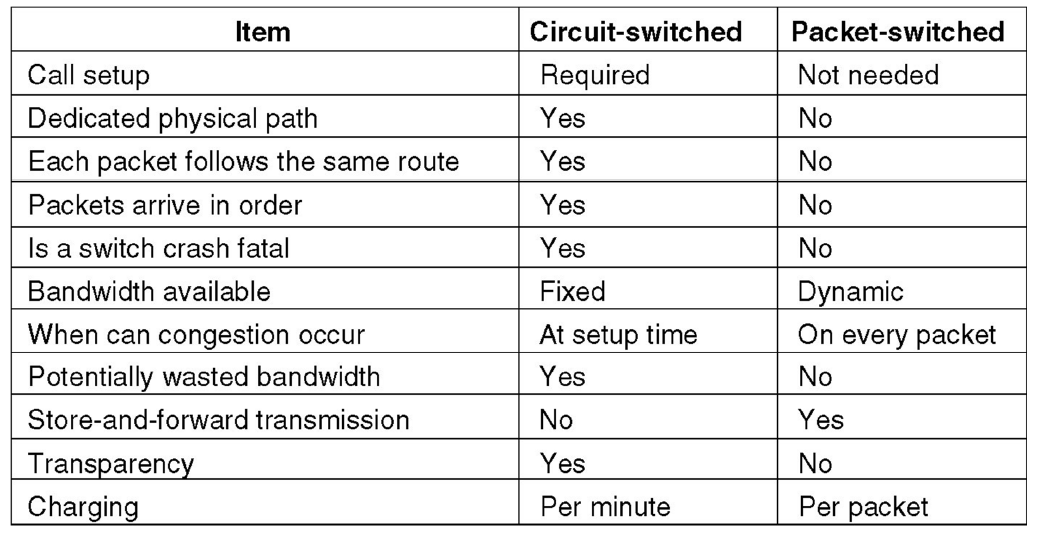 Item Circuit-switched Packet-switched
Call setup Required Not needed
Dedicated physical path Yes No
Each packet follows the same route Yes No
Packets arrive in order Yes No
Is a switch crash fatal Yes No
Bandwidth available Fixed Dynamic
When can congestion occur At setup time On every packet
Potentially wasted bandwidth Yes No
Store-and-forward transmission No Yes
Transparency Yes No
Charging Per minute Per packet